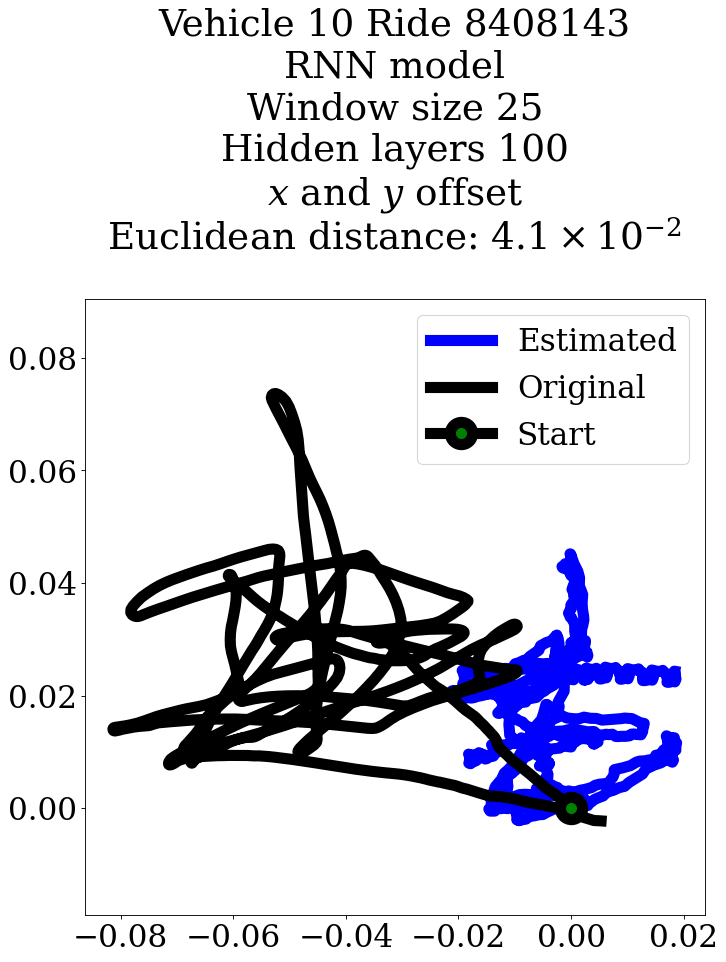 Vehicle 10 Ride 8408143
RNN model
Window size 25
Hidden layers 100
x and y offset
Euclidean distance: 4.1 × 10⁻²
Estimated
Original
Start
0.08
0.06
0.04
0.02
0.00
−0.08 −0.06 −0.04 −0.02 0.00 0.02